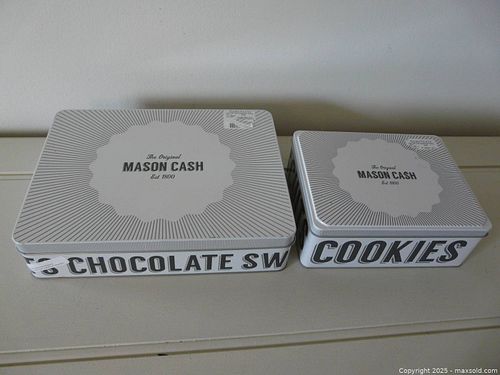 The Original
MASON CASH
Est 1800
CHOCOLATE SW
The Original
MASON CASH
Est 1800
COOKIES
Copyright 2025 - maxsold.com